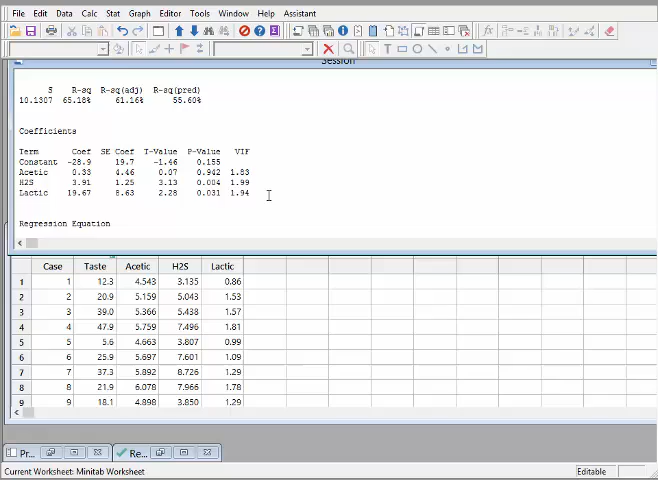 File Edit Data Calc Stat Graph Editor Tools Window Help Assistant
Session
S R-sq R-sq(adj) R-sq(pred)
10.1307 65.18% 61.16% 55.60%
Coefficients
Term Coef SE Coef T-Value P-Value VIF
Constant -28.9 19.7 -1.46 0.155
Acetic 0.33 4.46 0.07 0.942 1.83
H2S 3.91 1.25 3.13 0.004 1.99
Lactic 19.67 8.63 2.28 0.031 1.94
Regression Equation
Case Taste Acetic H2S Lactic
1 1 12.3 4.543 3.135 0.86
2 2 20.9 5.159 5.043 1.53
3 3 39.0 5.366 5.438 1.57
4 4 47.9 5.759 7.496 1.81
5 5 5.6 4.663 3.807 0.99
6 6 25.9 5.697 7.601 1.09
7 7 37.3 5.892 8.726 1.29
8 8 21.9 6.078 7.966 1.78
9 9 18.1 4.898 3.850 1.29
Pr... Re...
Current Worksheet: Minitab Worksheet Editable